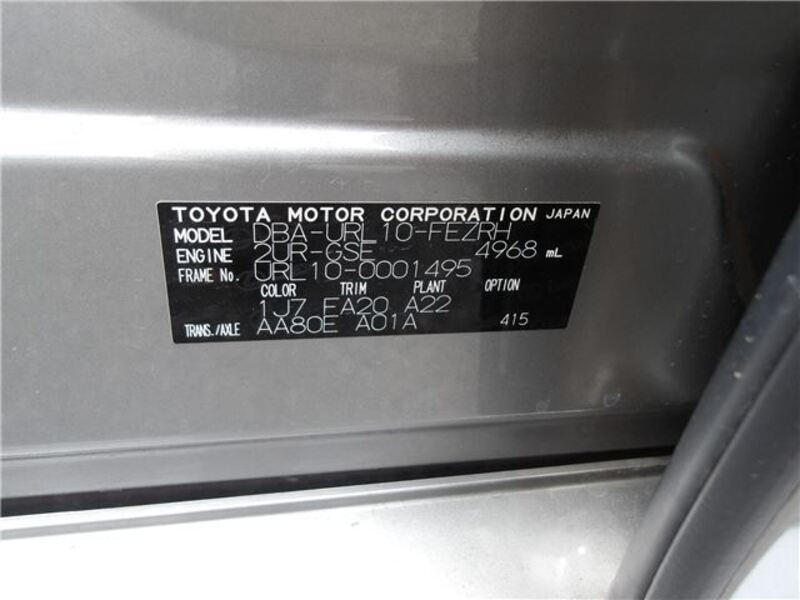 TOYOTA MOTOR CORPORATION JAPAN
MODEL DBA-URL10-FEZRH
ENGINE 2UR-GSE 4968 mL
FRAME No. URL10-0001495
COLOR TRIM PLANT OPTION
1J7 FA20 A22
TRANS./AXLE AA80E A01A 415